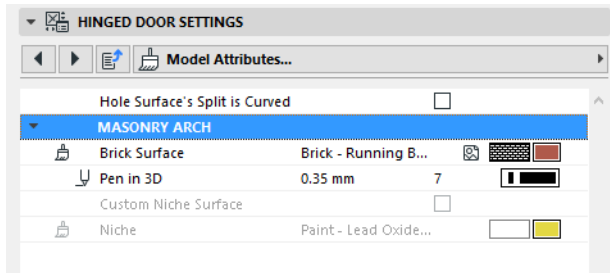 HINGED DOOR SETTINGS
Model Attributes...
Hole Surface's Split is Curved
MASONRY ARCH
Brick Surface Brick - Running B...
Pen in 3D 0.35 mm 7
Custom Niche Surface
Niche Paint - Lead Oxide...